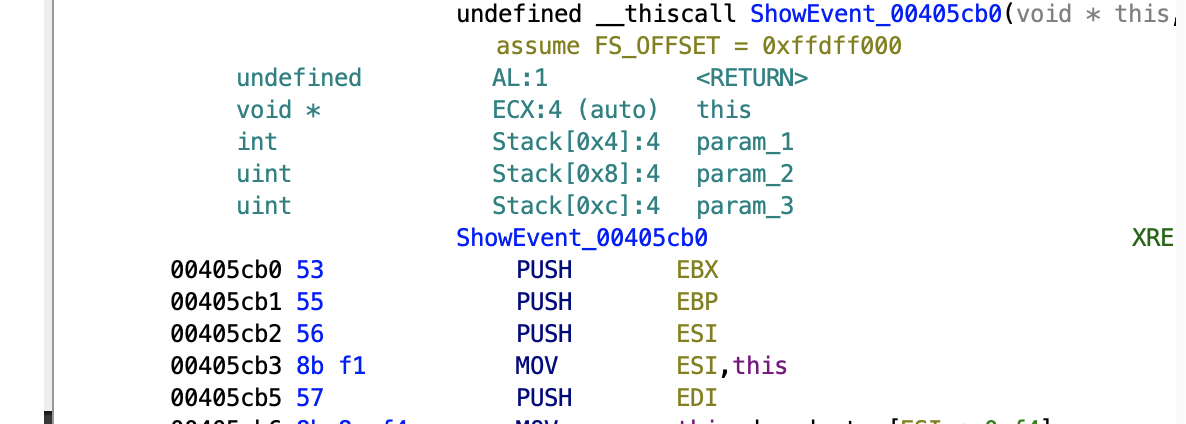 undefined __thiscall ShowEvent_00405cb0(void * this,
assume FS_OFFSET = 0xffdff000
undefined AL:1 <RETURN>
void * ECX:4 (auto) this
int Stack[0x4]:4 param_1
uint Stack[0x8]:4 param_2
uint Stack[0xc]:4 param_3
ShowEvent_00405cb0 XRE
00405cb0 53 PUSH EBX
00405cb1 55 PUSH EBP
00405cb2 56 PUSH ESI
00405cb3 8b f1 MOV ESI,this
00405cb5 57 PUSH EDI